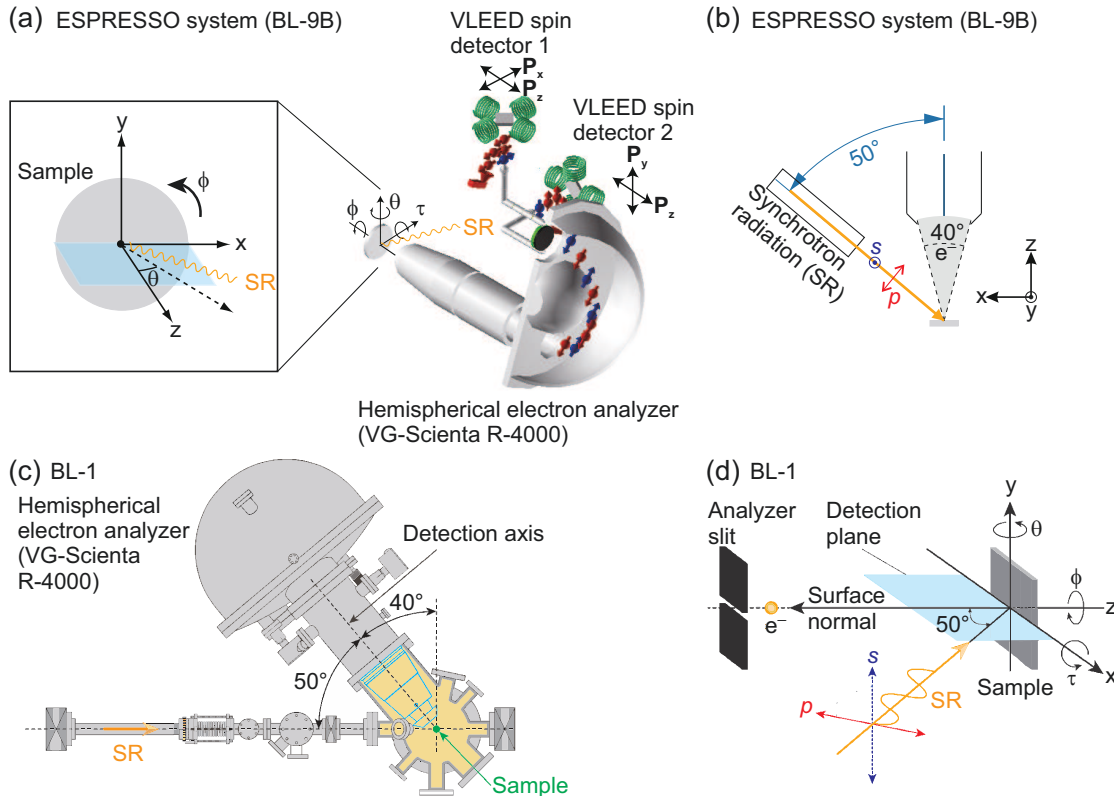 (a) ESPRESSO system (BL-9B)
VLEED spin
detector 1
Px
Pz
VLEED spin
detector 2
Py
Pz
y
Sample
ϕ
x
SR
θ
z
θ
ϕ
τ
SR
Hemispherical electron analyzer
(VG-Scienta R-4000)
(b) ESPRESSO system (BL-9B)
50°
Synchrotron
radiation (SR)
s
p
40°
e−
z
x
y
(c) BL-1
Hemispherical
electron analyzer
(VG-Scienta
R-4000)
Detection axis
40°
50°
SR
Sample
(d) BL-1
Analyzer
slit
Detection
plane
y
θ
ϕ
Surface
normal
z
e−
50°
τ
x
s
SR
Sample
p